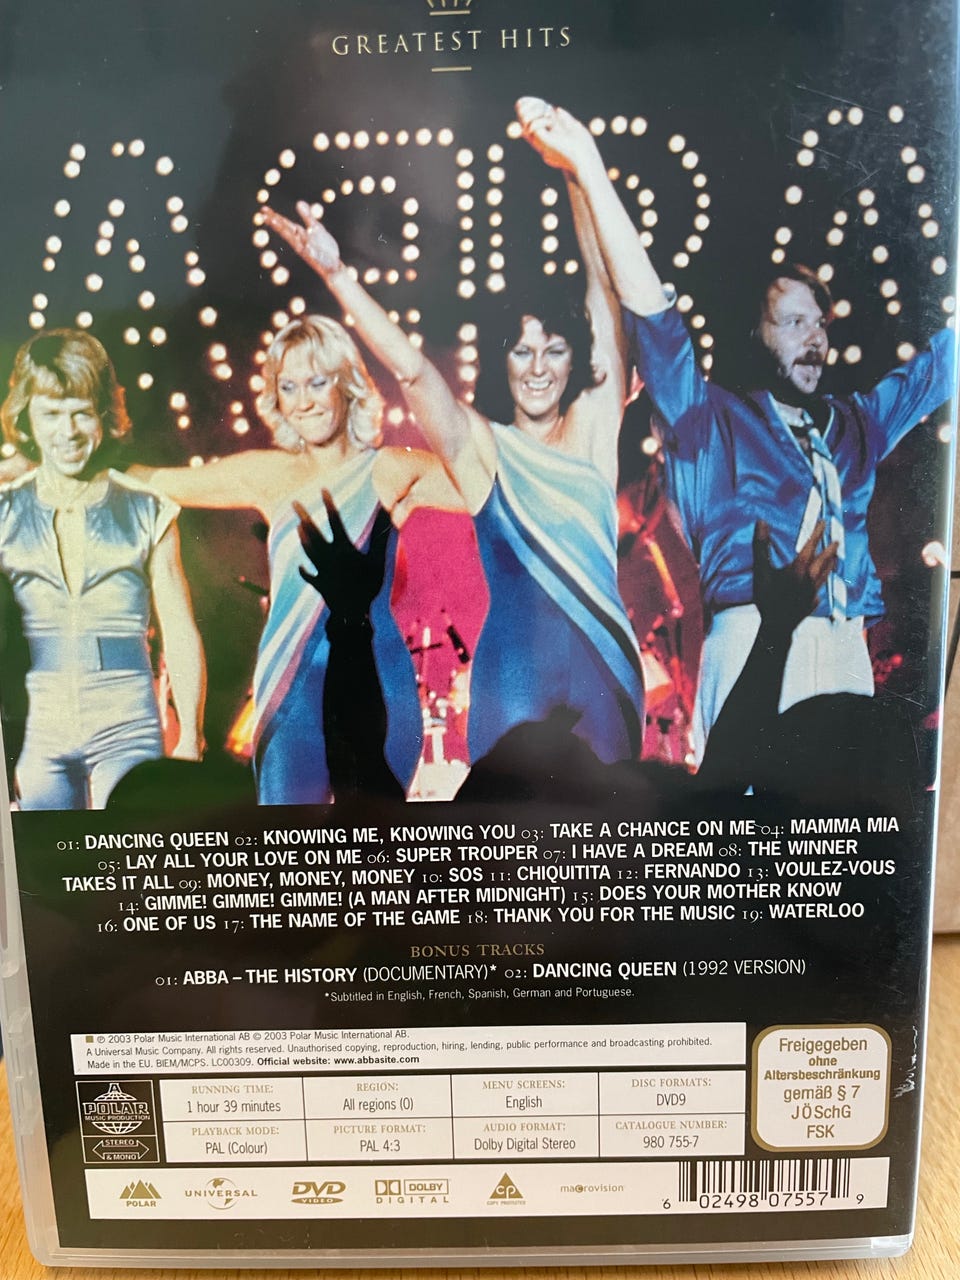 GREATEST HITS
ABBA
01: DANCING QUEEN 02: KNOWING ME, KNOWING YOU 03: TAKE A CHANCE ON ME 04: MAMMA MIA
05: LAY ALL YOUR LOVE ON ME 06: SUPER TROUPER 07: I HAVE A DREAM 08: THE WINNER
TAKES IT ALL 09: MONEY, MONEY, MONEY 10: SOS 11: CHIQUITITA 12: FERNANDO 13: VOULEZ-VOUS
14: GIMME! GIMME! GIMME! (A MAN AFTER MIDNIGHT) 15: DOES YOUR MOTHER KNOW
16: ONE OF US 17: THE NAME OF THE GAME 18: THANK YOU FOR THE MUSIC 19: WATERLOO
BONUS TRACKS
01: ABBA – THE HISTORY (DOCUMENTARY)* 02: DANCING QUEEN (1992 VERSION)
*Subtitled in English, French, Spanish, German and Portuguese.
℗ 2003 Polar Music International AB © 2003 Polar Music International AB.
A Universal Music Company. All rights reserved. Unauthorised copying, reproduction, hiring, lending, public performance and broadcasting prohibited.
Made in the EU. BIEM/MCPS. LC00309. Official website: www.abbasite.com
Freigegeben
ohne
Altersbeschränkung
gemäß § 7
JÖSchG
FSK
POLAR
MUSIC PRODUCTION
STEREO
& MONO
RUNNING TIME:
1 hour 39 minutes
REGION:
All regions (0)
MENU SCREENS:
English
DISC FORMATS:
DVD9
PLAYBACK MODE:
PAL (Colour)
PICTURE FORMAT:
PAL 4:3
AUDIO FORMAT:
Dolby Digital Stereo
CATALOGUE NUMBER:
980 755-7
POLAR
UNIVERSAL
DVD
VIDEO
DOLBY
DIGITAL
CP
COPY PROTECTED
macrovision
6 02498 07557 9